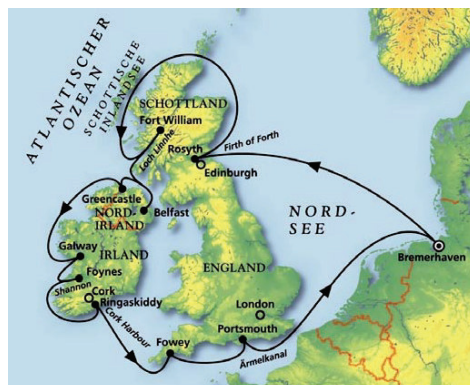 ATLANTISCHER
OZEAN
SCHOTTISCHE
INLANDSEE
SCHOTTLAND
Fort William
Loch Linnhe
Rosyth
Firth of Forth
Edinburgh
Greencastle
NORD-
IRLAND
Belfast
NORD-
SEE
Galway
IRLAND
Foynes
Shannon
Cork
Ringaskiddy
Cork Harbour
ENGLAND
London
Portsmouth
Fowey
Ärmelkanal
Bremerhaven